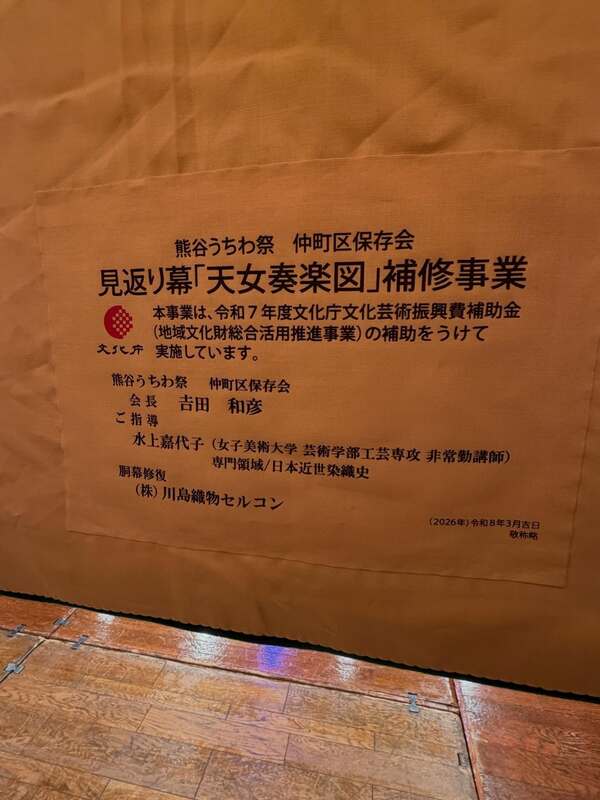 熊谷うちわ祭　仲町区保存会
見返り幕「天女奏楽図」補修事業
本事業は、令和７年度文化庁文化芸術振興費補助金
（地域文化財総合活用推進事業）の補助をうけて
実施しています。
文化庁
熊谷うちわ祭　仲町区保存会
会長　𠮷田　和彦
ご指導
水上嘉代子（女子美術大学 芸術学部工芸専攻 非常勤講師）
専門領域/日本近世染織史
胴幕修復
（株）川島織物セルコン
（2026年）令和8年3月吉日
敬称略